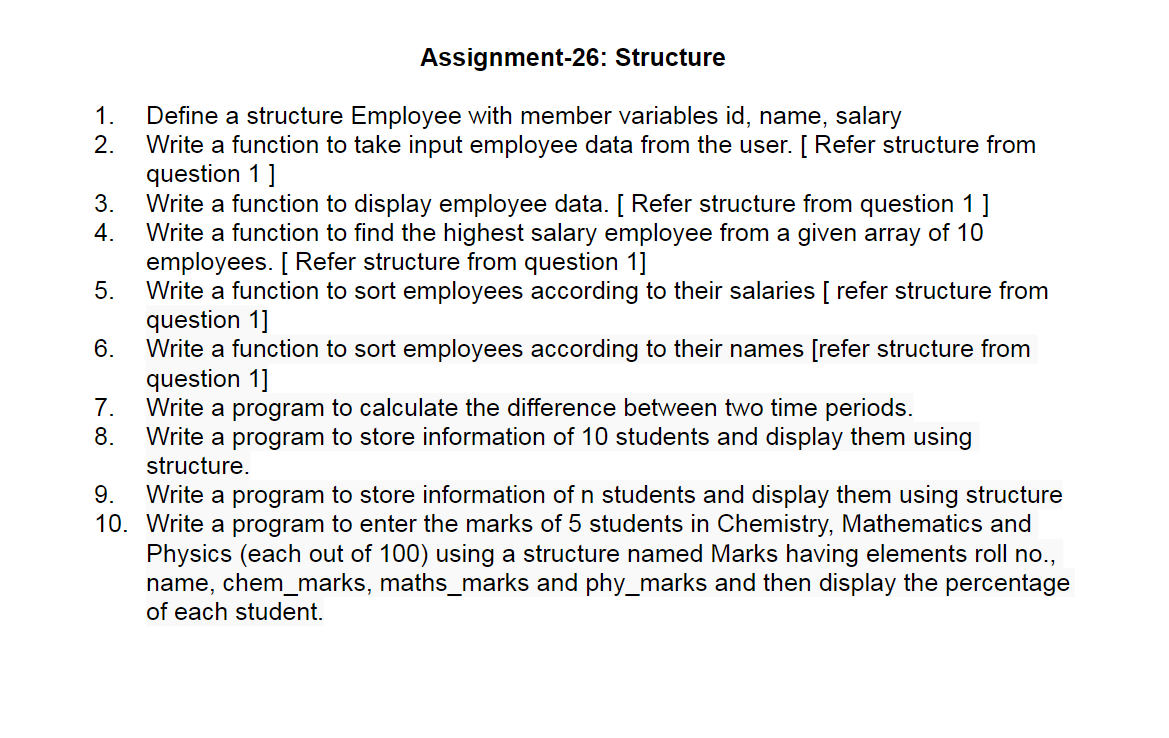 Assignment-26: Structure
1. Define a structure Employee with member variables id, name, salary
2. Write a function to take input employee data from the user. [ Refer structure from
question 1 ]
3. Write a function to display employee data. [ Refer structure from question 1 ]
4. Write a function to find the highest salary employee from a given array of 10
employees. [ Refer structure from question 1]
5. Write a function to sort employees according to their salaries [ refer structure from
question 1]
6. Write a function to sort employees according to their names [refer structure from
question 1]
7. Write a program to calculate the difference between two time periods.
8. Write a program to store information of 10 students and display them using
structure.
9. Write a program to store information of n students and display them using structure
10. Write a program to enter the marks of 5 students in Chemistry, Mathematics and
Physics (each out of 100) using a structure named Marks having elements roll no.,
name, chem_marks, maths_marks and phy_marks and then display the percentage
of each student.